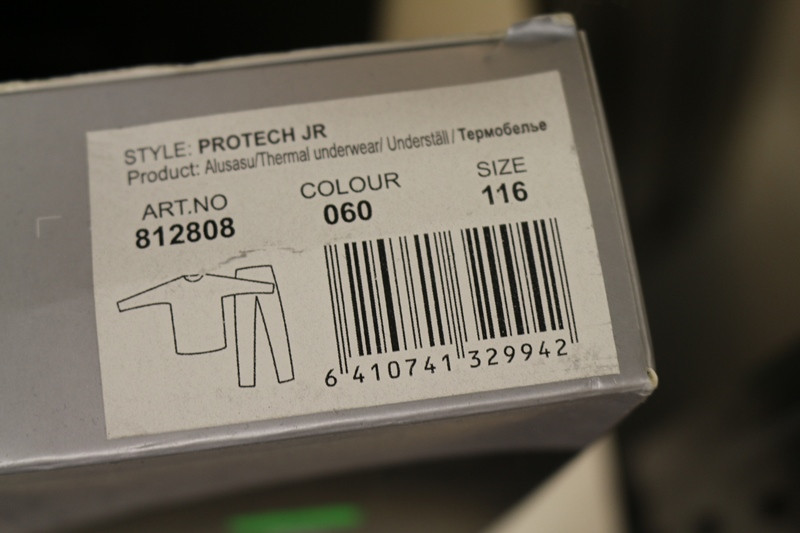 STYLE: PROTECH JR
Product: Alusasu/Thermal underwear/ Underställ / Термобелье
ART.NO COLOUR SIZE
812808 060 116
6 410741 329942